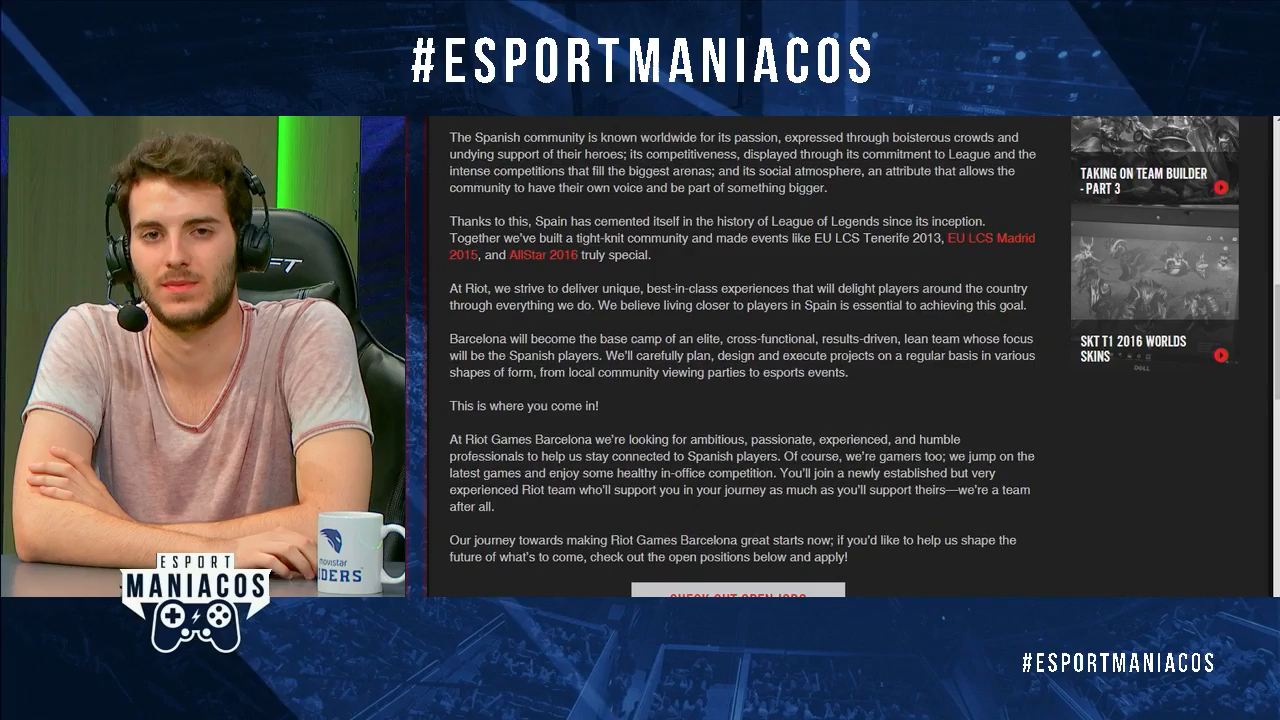 #ESPORTMANIACOS
The Spanish community is known worldwide for its passion, expressed through boisterous crowds and
undying support of their heroes; its competitiveness, displayed through its commitment to League and the
intense competitions that fill the biggest arenas; and its social atmosphere, an attribute that allows the
community to have their own voice and be part of something bigger.
Thanks to this, Spain has cemented itself in the history of League of Legends since its inception.
Together we've built a tight-knit community and made events like EU LCS Tenerife 2013, EU LCS Madrid
2015, and AllStar 2016 truly special.
At Riot, we strive to deliver unique, best-in-class experiences that will delight players around the country
through everything we do. We believe living closer to players in Spain is essential to achieving this goal.
Barcelona will become the base camp of an elite, cross-functional, results-driven, lean team whose focus
will be the Spanish players. We'll carefully plan, design and execute projects on a regular basis in various
shapes of form, from local community viewing parties to esports events.
This is where you come in!
At Riot Games Barcelona we're looking for ambitious, passionate, experienced, and humble
professionals to help us stay connected to Spanish players. Of course, we're gamers too; we jump on the
latest games and enjoy some healthy in-office competition. You'll join a newly established but very
experienced Riot team who'll support you in your journey as much as you'll support theirs—we're a team
after all.
Our journey towards making Riot Games Barcelona great starts now; if you'd like to help us shape the
future of what's to come, check out the open positions below and apply!
CHECK OUT OPEN JOBS
TAKING ON TEAM BUILDER
- PART 3
SKT T1 2016 WORLDS
SKINS
DELL
FT
movistar
IDERS
ESPORT
MANIACOS
#ESPORTMANIACOS